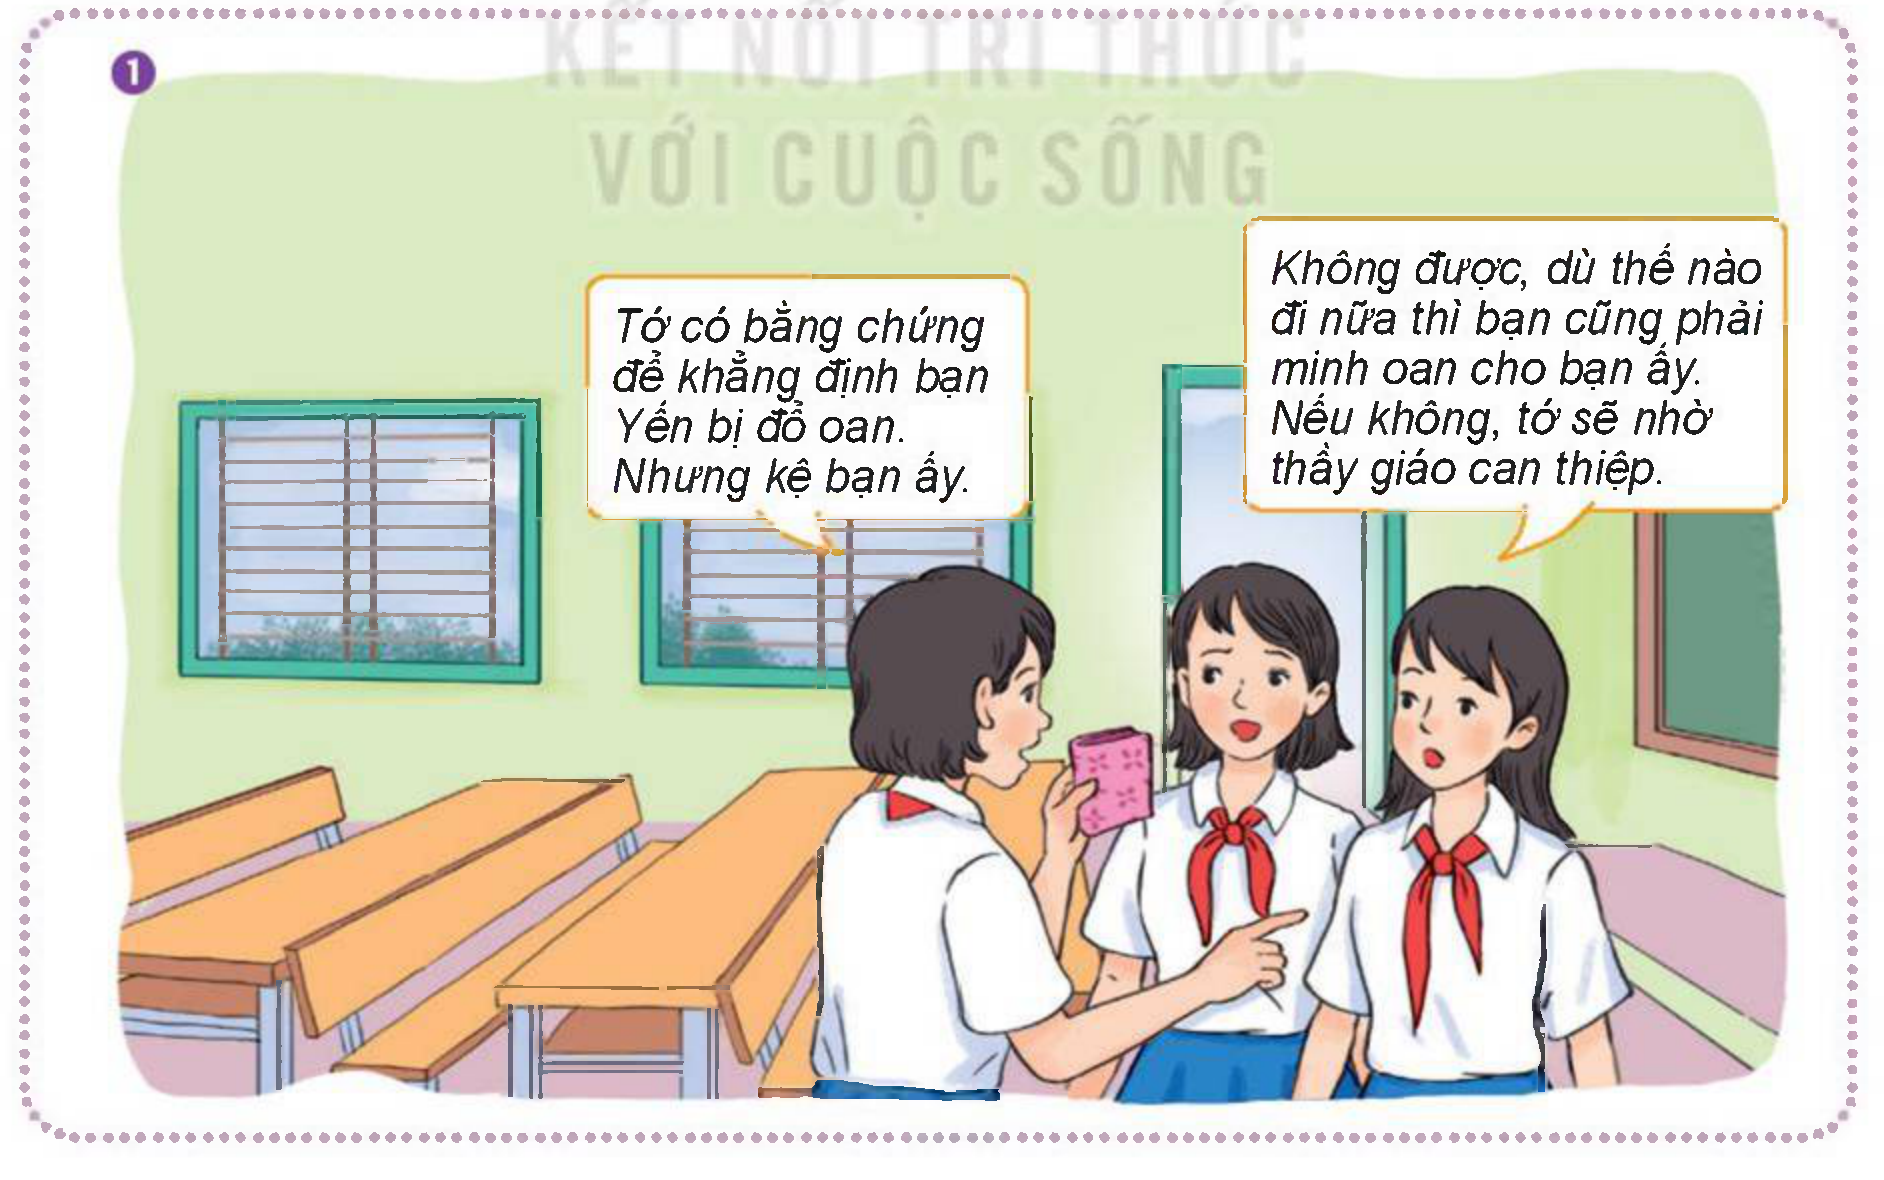 KẾT NỐI TRI THỨC
VỚI CUỘC SỐNG
1
Tớ có bằng chứng
để khẳng định bạn
Yến bị đổ oan.
Nhưng kệ bạn ấy.
Không được, dù thế nào
đi nữa thì bạn cũng phải
minh oan cho bạn ấy.
Nếu không, tớ sẽ nhờ
thầy giáo can thiệp.